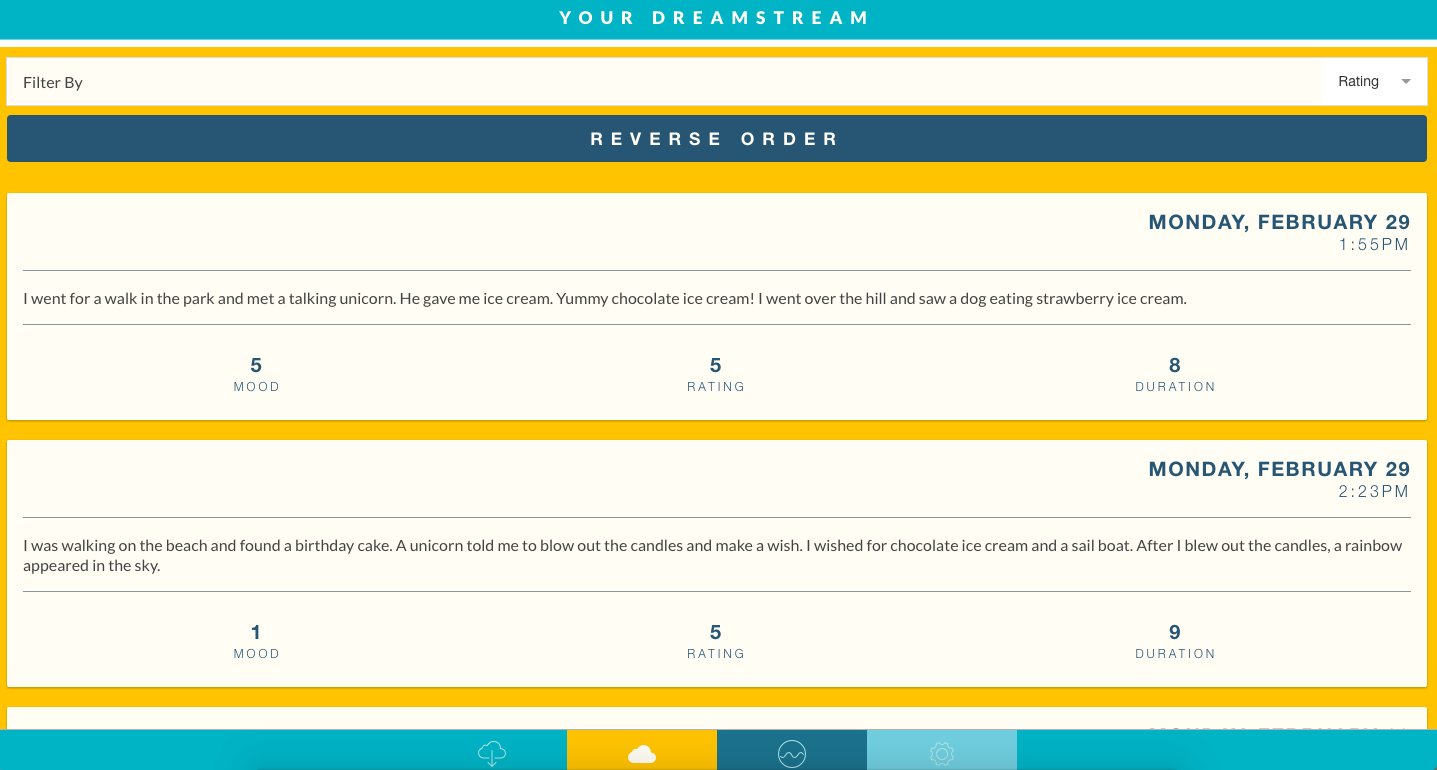 YOUR DREAMSTREAM
Filter By
Rating
REVERSE ORDER
MONDAY, FEBRUARY 29
1:55PM
I went for a walk in the park and met a talking unicorn. He gave me ice cream. Yummy chocolate ice cream! I went over the hill and saw a dog eating strawberry ice cream.
5
5
8
MOOD
RATING
DURATION
MONDAY, FEBRUARY 29
2:23PM
I was walking on the beach and found a birthday cake. A unicorn told me to blow out the candles and make a wish. I wished for chocolate ice cream and a sail boat. After I blew out the candles, a rainbow
appeared in the sky.
1
5
9
MOOD
RATING
DURATION